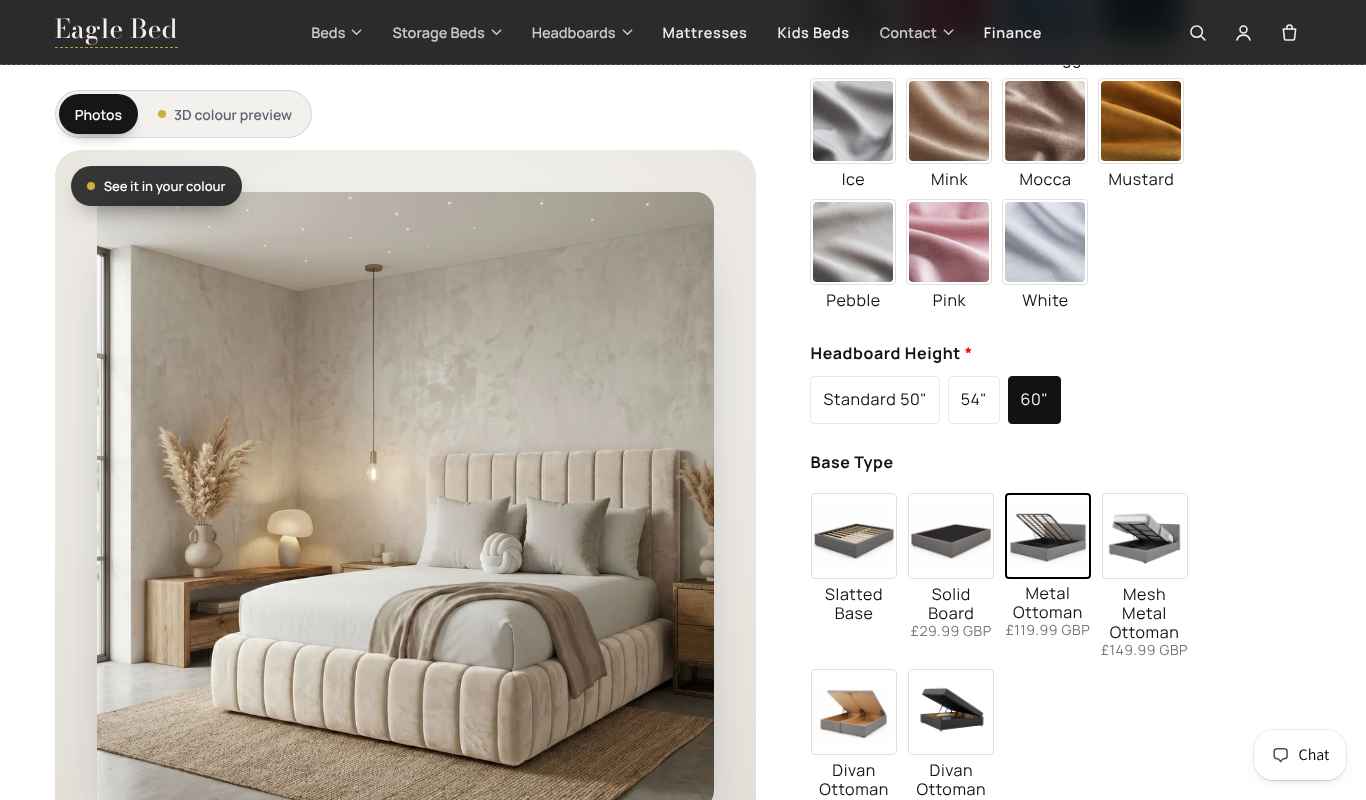 Eagle Bed
Beds
Storage Beds
Headboards
Mattresses
Kids Beds
Contact
Finance
Photos
3D colour preview
See it in your colour
Ice
Mink
Mocca
Mustard
Pebble
Pink
White
Headboard Height *
Standard 50"
54"
60"
Base Type
Slatted
Base
Solid
Board
£29.99 GBP
Metal
Ottoman
£119.99 GBP
Mesh
Metal
Ottoman
£149.99 GBP
Divan
Ottoman
Divan
Ottoman
Chat